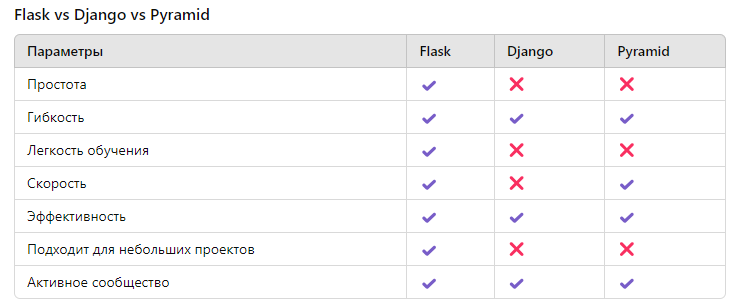 Flask vs Django vs Pyramid
Параметры Flask Django Pyramid
Простота
Гибкость
Легкость обучения
Скорость
Эффективность
Подходит для небольших проектов
Активное сообщество